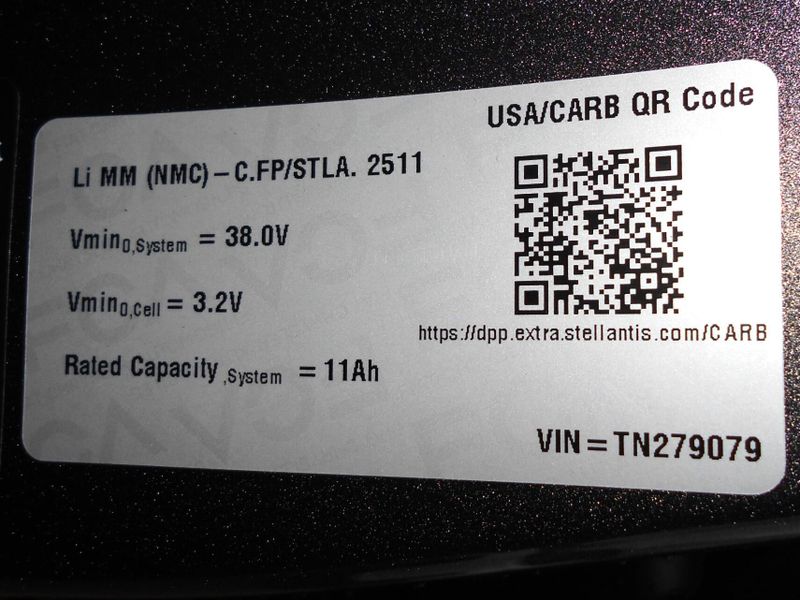 USA/CARB QR Code
Li MM (NMC) – C.FP/STLA. 2511
Vmin0,System = 38.0V
Vmin0,Cell = 3.2V
Rated Capacity ,System = 11Ah
https://dpp.extra.stellantis.com/CARB
VIN = TN279079